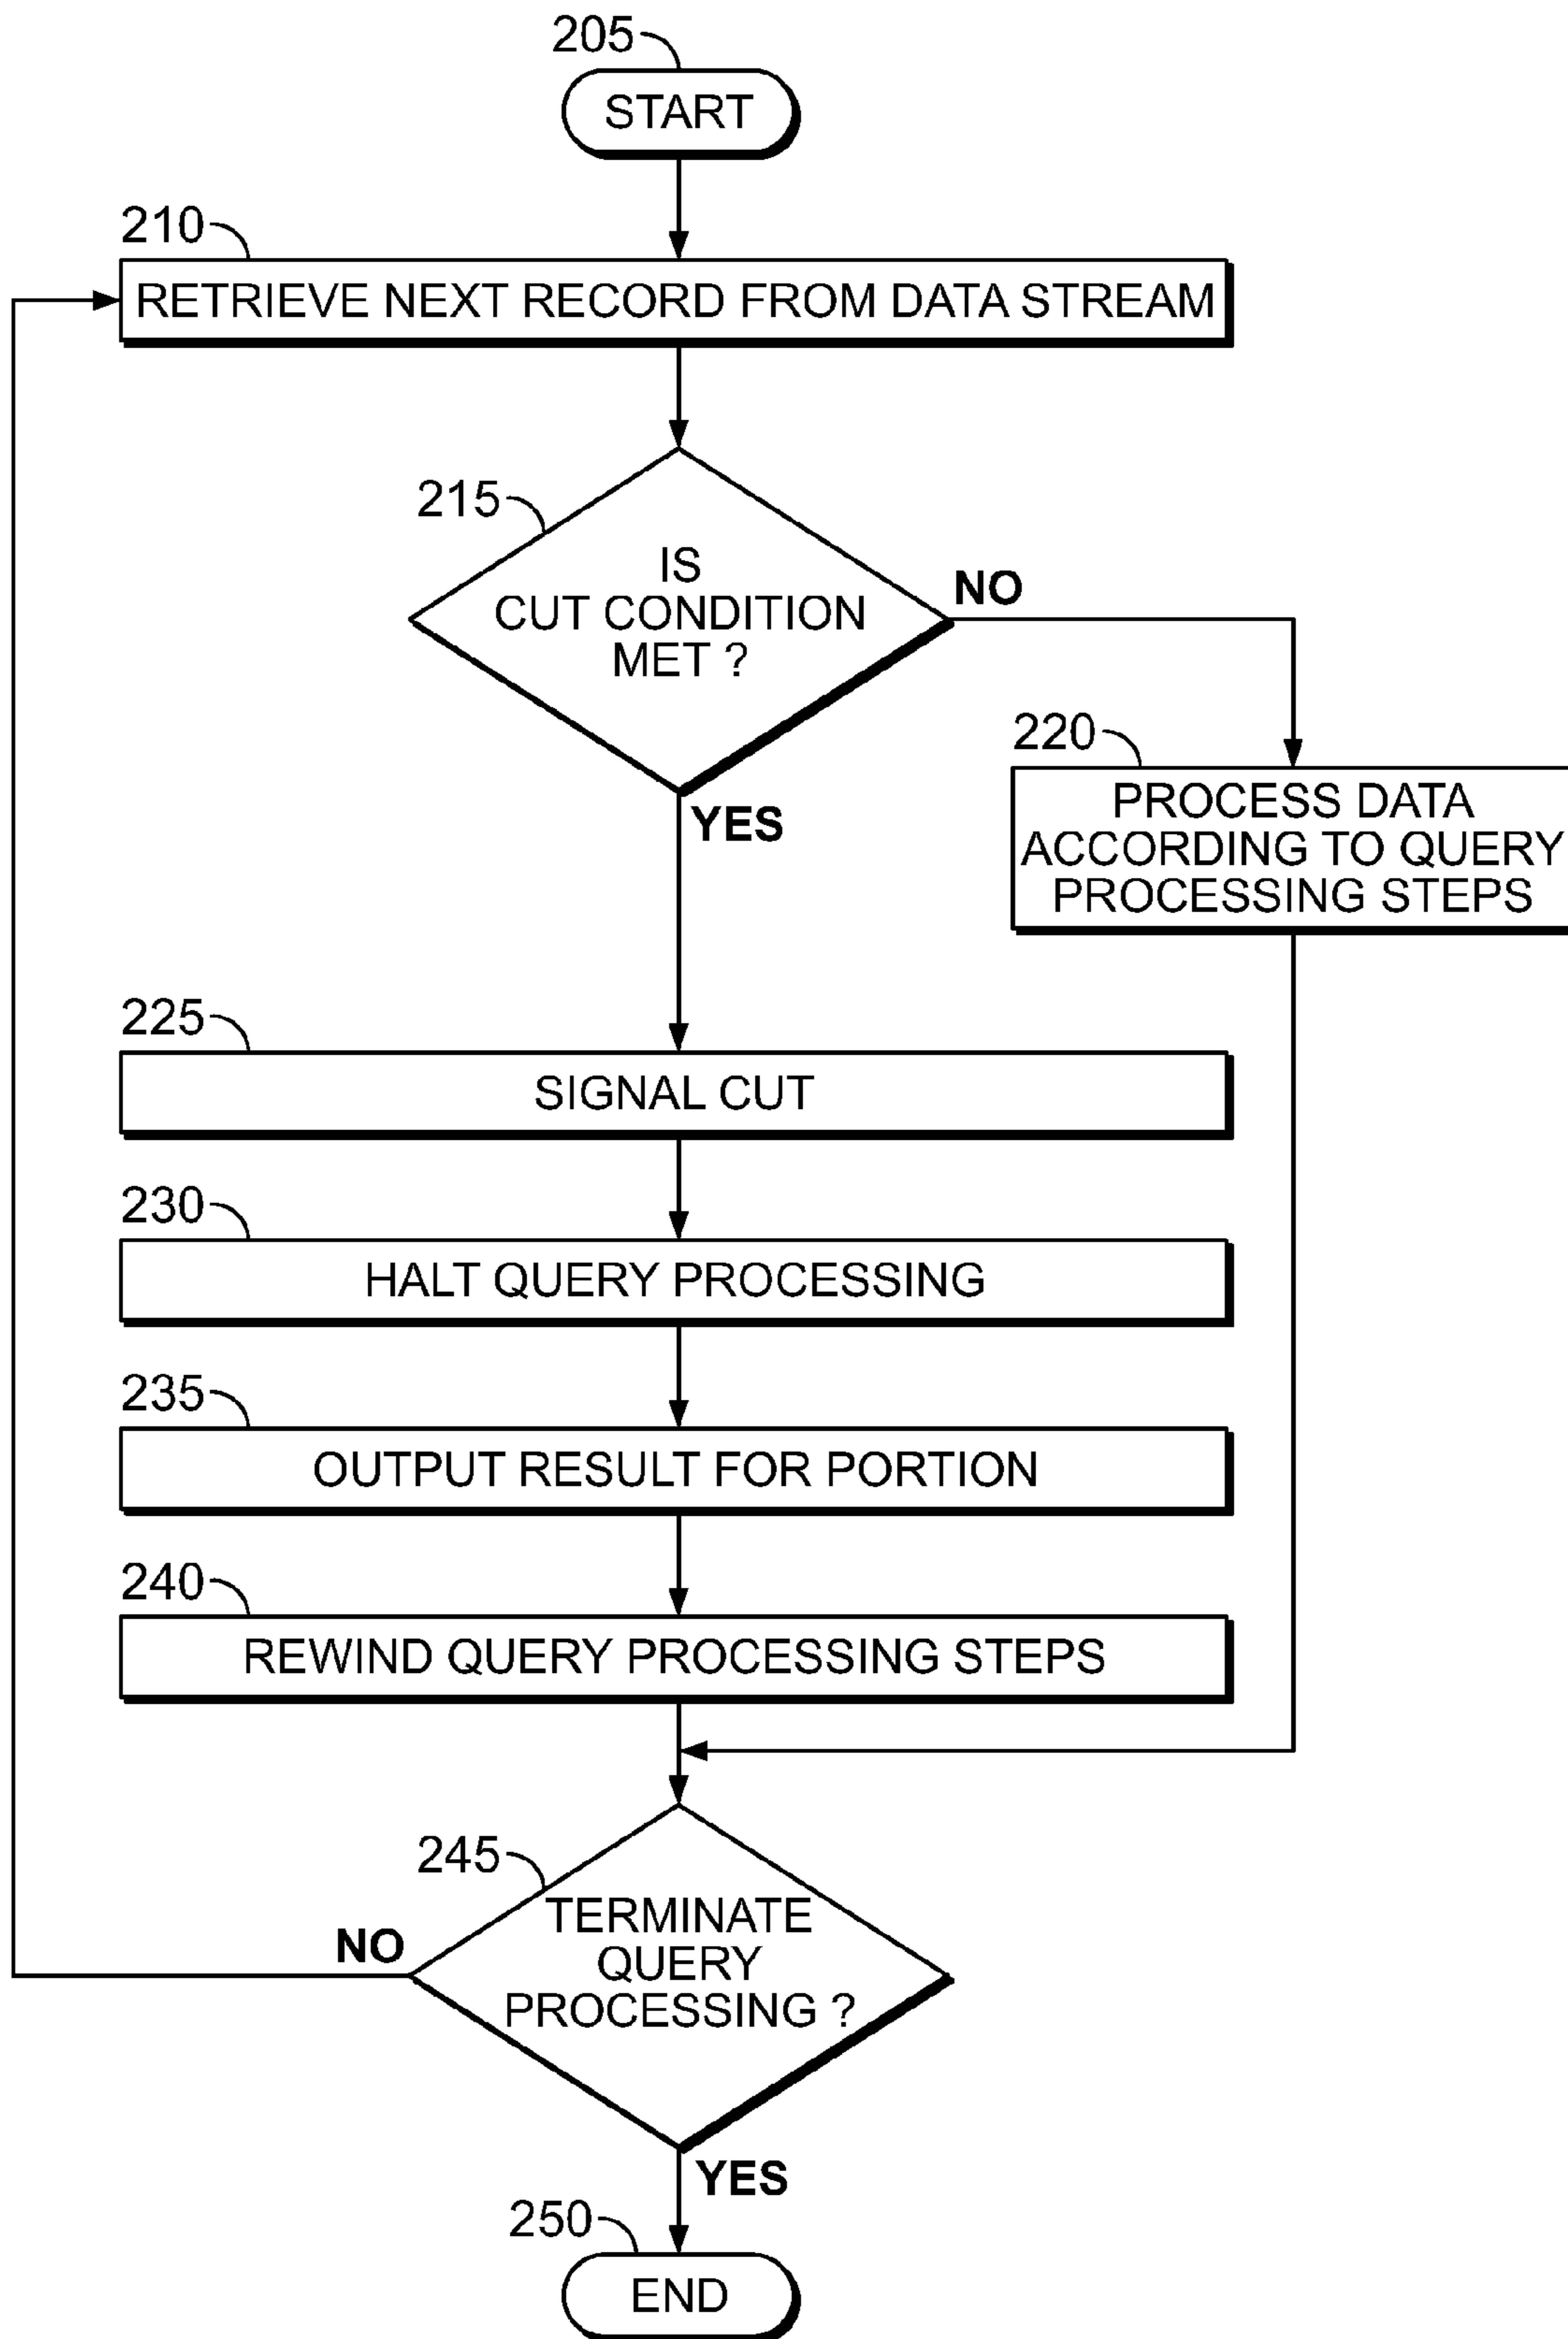 205
START
210
RETRIEVE NEXT RECORD FROM DATA STREAM
215
IS
CUT CONDITION
MET ?
NO
220
PROCESS DATA
ACCORDING TO QUERY
PROCESSING STEPS
YES
225
SIGNAL CUT
230
HALT QUERY PROCESSING
235
OUTPUT RESULT FOR PORTION
240
REWIND QUERY PROCESSING STEPS
245
TERMINATE
QUERY
PROCESSING ?
NO
YES
250
END